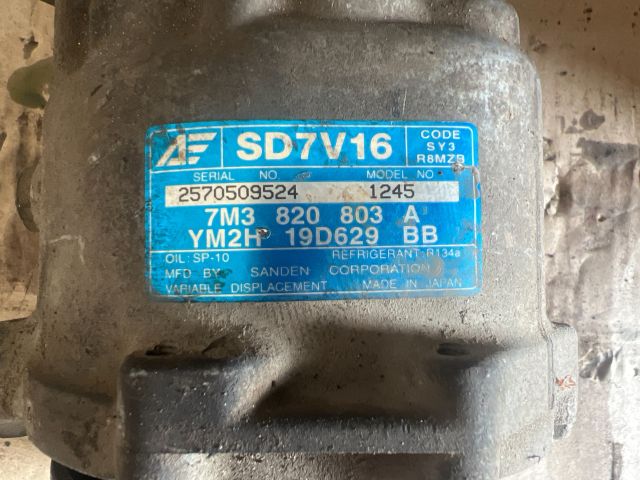 AF SD7V16 CODE
SY3
R8MZB
SERIAL NO. MODEL NO.
2570509524 1245
7M3 820 803 A
YM2H 19D629 BB
OIL: SP-10 REFRIGERANT: R134a
MFD BY SANDEN CORPORATION
VARIABLE DISPLACEMENT MADE IN JAPAN